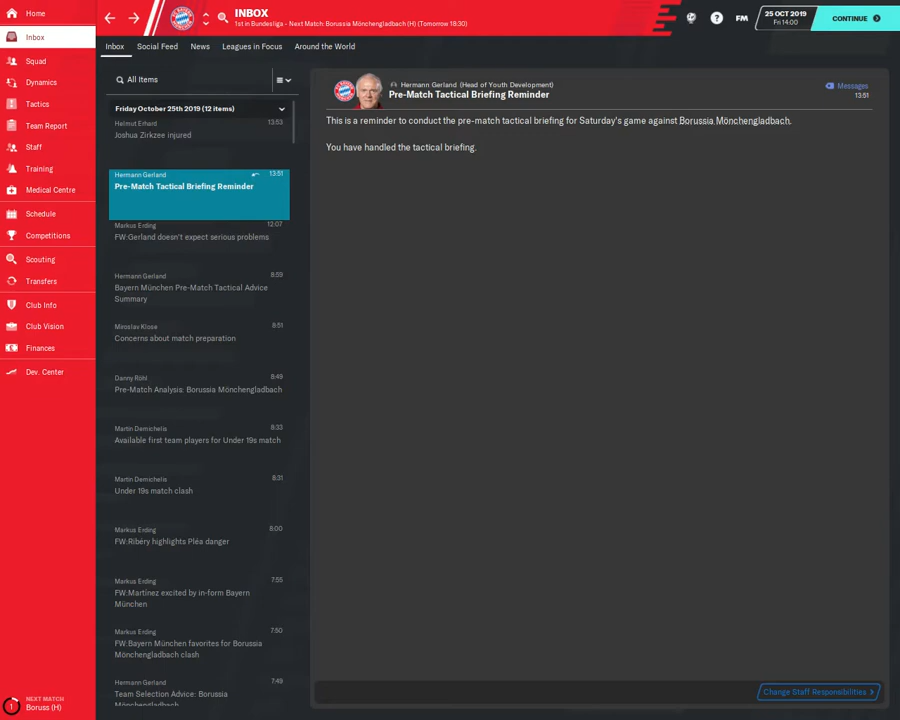 Home
Inbox
Squad
Dynamics
Tactics
Team Report
Staff
Training
Medical Centre
Schedule
Competitions
Scouting
Transfers
Club Info
Club Vision
Finances
Dev. Center
1
NEXT MATCH
Boruss (H)
INBOX
1st in Bundesliga - Next Match: Borussia Mönchengladbach (H) (Tomorrow 18:30)
?
FM
25 OCT 2019
Fri 14:00
CONTINUE
Inbox Social Feed News Leagues in Focus Around the World
All Items
Friday October 25th 2019 (12 items)
Helmut Erhard 13:53
Joshua Zirkzee injured
Hermann Gerland 13:51
Pre-Match Tactical Briefing Reminder
Markus Erding 12:07
FW:Gerland doesn't expect serious problems
Hermann Gerland 8:59
Bayern München Pre-Match Tactical Advice
Summary
Miroslav Klose 8:51
Concerns about match preparation
Danny Röhl 8:49
Pre-Match Analysis: Borussia Mönchengladbach
Martin Demichelis 8:33
Available first team players for Under 19s match
Martin Demichelis 8:31
Under 19s match clash
Markus Erding 8:00
FW:Ribéry highlights Pléa danger
Markus Erding 7:55
FW:Martínez excited by in-form Bayern
München
Markus Erding 7:50
FW:Bayern München favorites for Borussia
Mönchengladbach clash
Hermann Gerland 7:49
Team Selection Advice: Borussia
Mönchengladbach
Hermann Gerland (Head of Youth Development)
Pre-Match Tactical Briefing Reminder
Messages
13:51
This is a reminder to conduct the pre-match tactical briefing for Saturday's game against Borussia Mönchengladbach.
You have handled the tactical briefing.
Change Staff Responsibilities